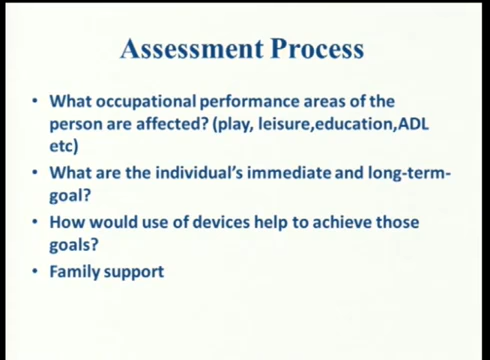 Assessment Process
• What occupational performance areas of the
person are affected? (play, leisure,education,ADL
etc)
• What are the individual's immediate and long-term-
goal?
• How would use of devices help to achieve those
goals?
• Family support